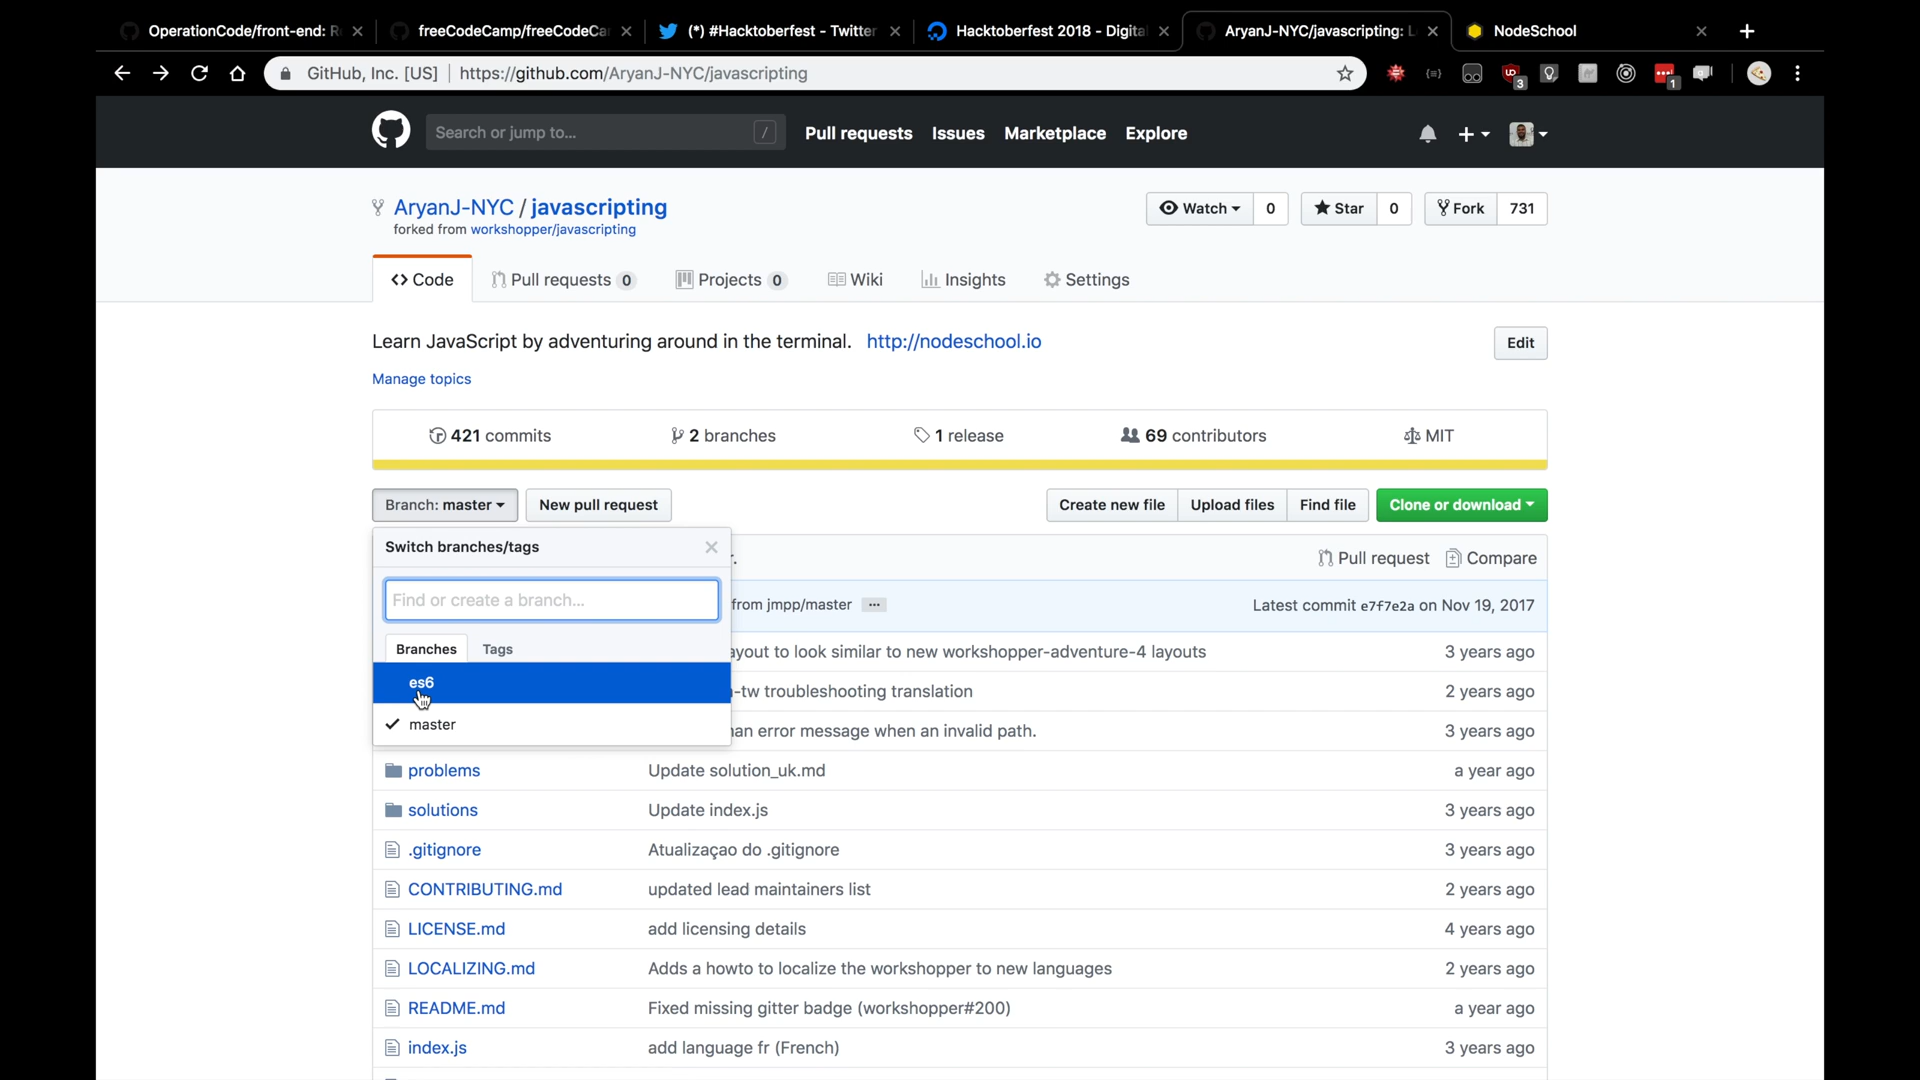 OperationCode/front-end: R
freeCodeCamp/freeCodeCa
(*) #Hacktoberfest - Twitter
Hacktoberfest 2018 - Digita
AryanJ-NYC/javascripting: L
NodeSchool
GitHub, Inc. [US] https://github.com/AryanJ-NYC/javascripting
3
1
Search or jump to... /
Pull requests Issues Marketplace Explore
AryanJ-NYC / javascripting
Watch 0
Star 0
Fork 731
forked from workshopper/javascripting
Code
Pull requests 0
Projects 0
Wiki
Insights
Settings
Learn JavaScript by adventuring around in the terminal. http://nodeschool.io
Edit
Manage topics
421 commits
2 branches
1 release
69 contributors
MIT
Branch: master
New pull request
Create new file
Upload files
Find file
Clone or download
Switch branches/tags
Pull request
Compare
Find or create a branch...
from jmpp/master ...
Latest commit e7f7e2a on Nov 19, 2017
Branches
Tags
ayout to look similar to new workshopper-adventure-4 layouts 3 years ago
es6
-tw troubleshooting translation 2 years ago
master
an error message when an invalid path. 3 years ago
problems Update solution_uk.md a year ago
solutions Update index.js 3 years ago
.gitignore Atualizaçao do .gitignore 3 years ago
CONTRIBUTING.md updated lead maintainers list 2 years ago
LICENSE.md add licensing details 4 years ago
LOCALIZING.md Adds a howto to localize the workshopper to new languages 2 years ago
README.md Fixed missing gitter badge (workshopper#200) a year ago
index.js add language fr (French) 3 years ago